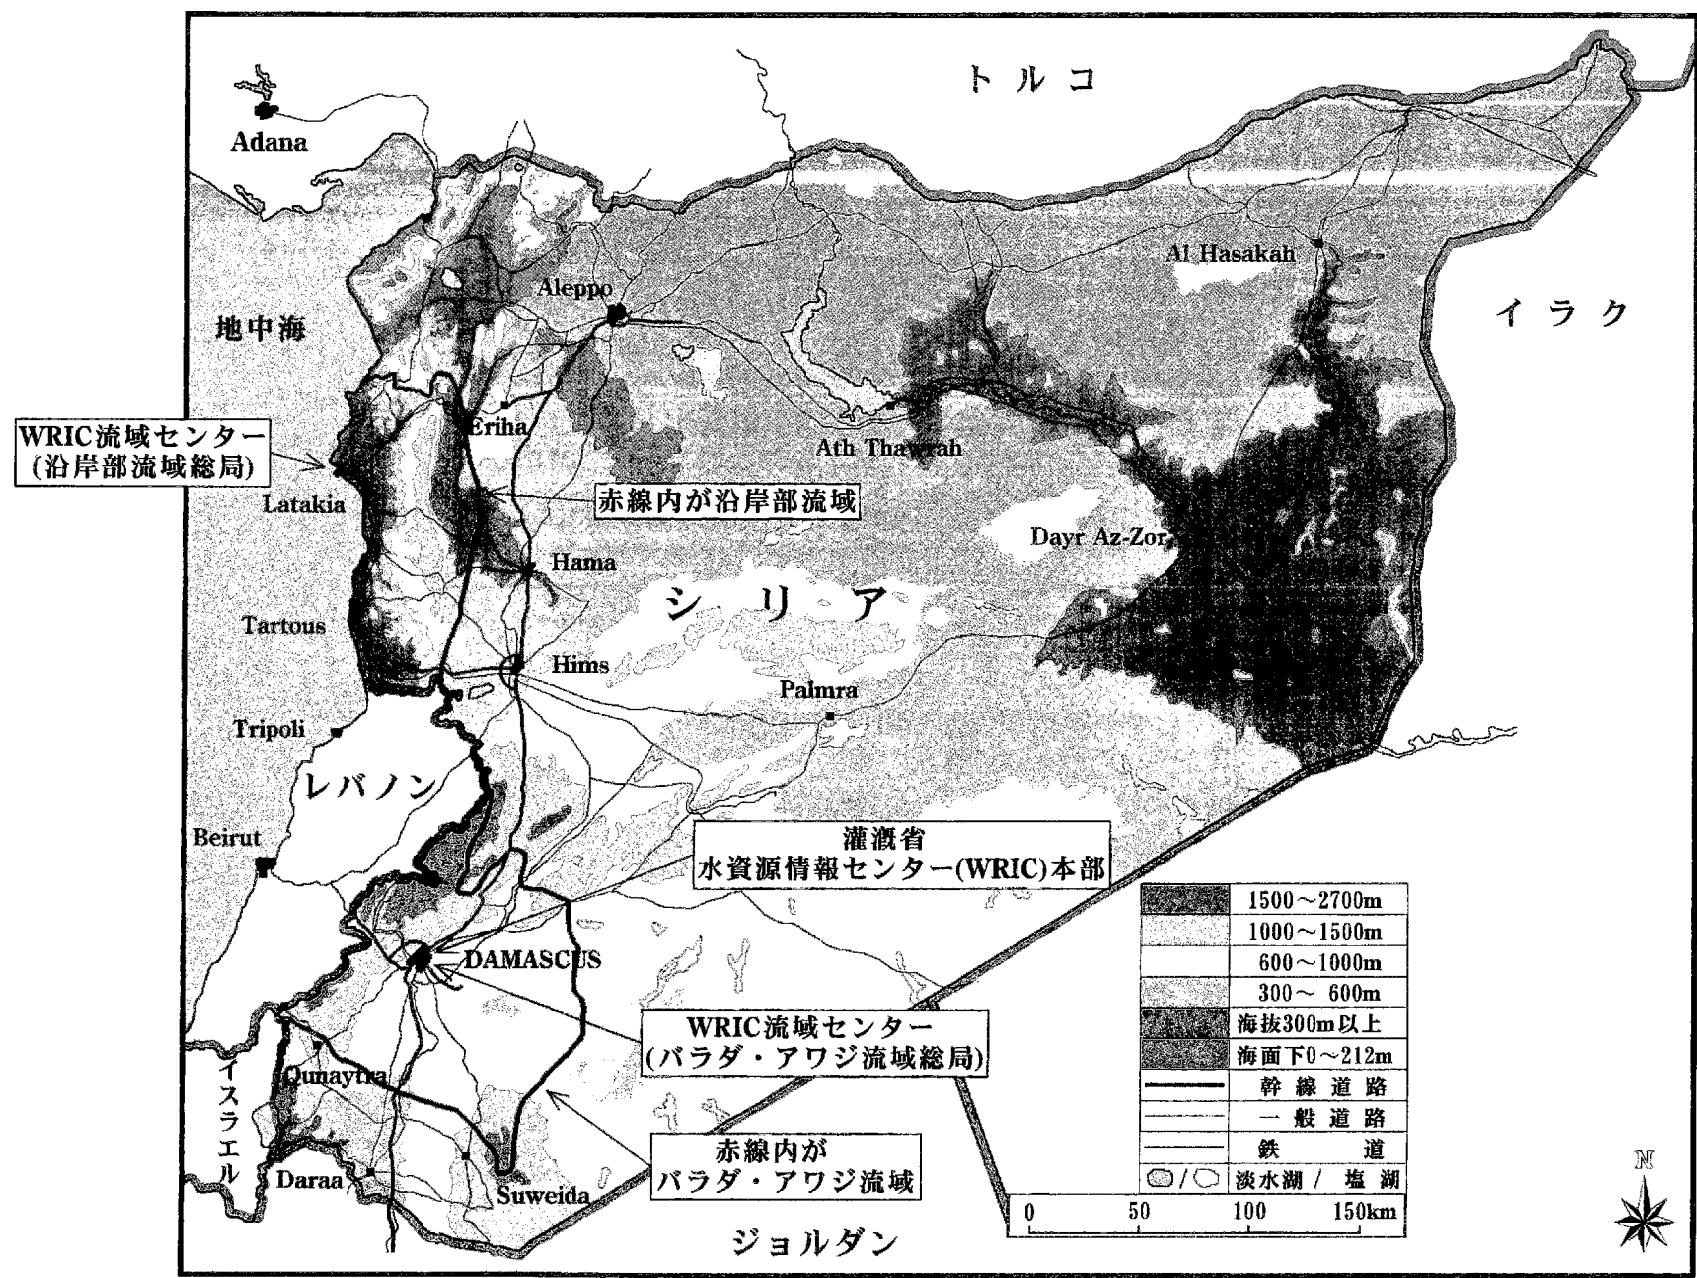 トルコ
Adana
Al Hasakah
イラク
Aleppo
地中海
Eriha
Ath Thawrah
WRIC流域センター
(沿岸部流域総局)
Latakia
赤線内が沿岸部流域
Dayr Az-Zor
Hama
シリア
Tartous
Hims
Palmra
Tripoli
レバノン
Beirut
灌漑省
水資源情報センター(WRIC)本部
DAMASCUS
WRIC流域センター
(バラダ・アワジ流域総局)
Qunaytra
イスラエル
赤線内が
バラダ・アワジ流域
Daraa
Suweida
ジョルダン
1500～2700m
1000～1500m
600～1000m
300～ 600m
海抜300m以上
海面下0～212m
幹線道路
一般道路
鉄道
淡水湖 / 塩湖
0 50 100 150km
N